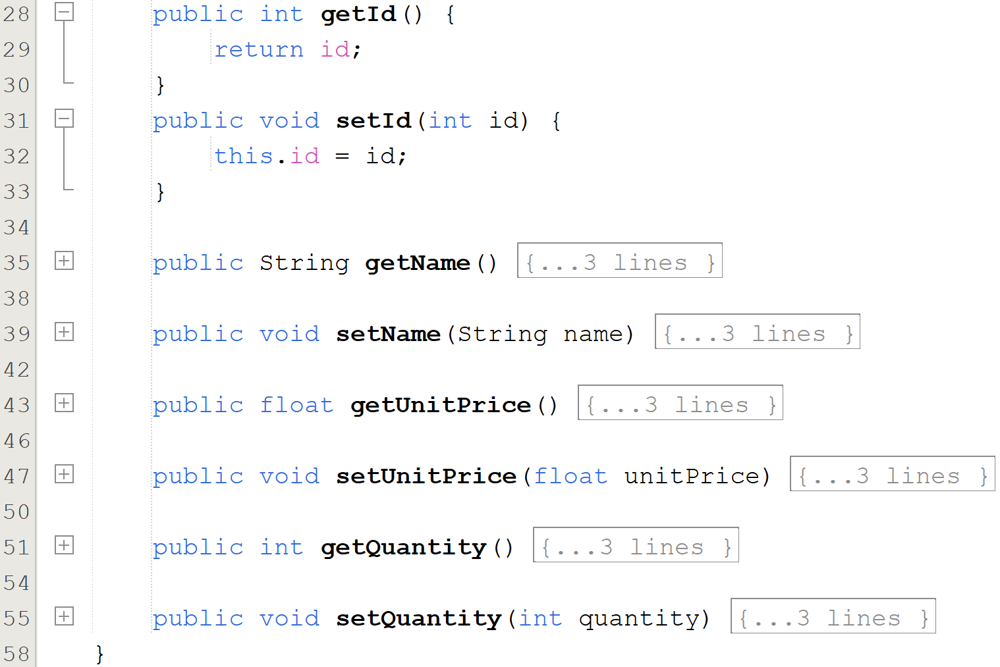 28 public int getId() {
29 return id;
30 }
31 public void setId(int id) {
32 this.id = id;
33 }
34
35 public String getName() {...3 lines }
38
39 public void setName(String name) {...3 lines }
42
43 public float getUnitPrice() {...3 lines }
46
47 public void setUnitPrice(float unitPrice) {...3 lines }
50
51 public int getQuantity() {...3 lines }
54
55 public void setQuantity(int quantity) {...3 lines }
58 }